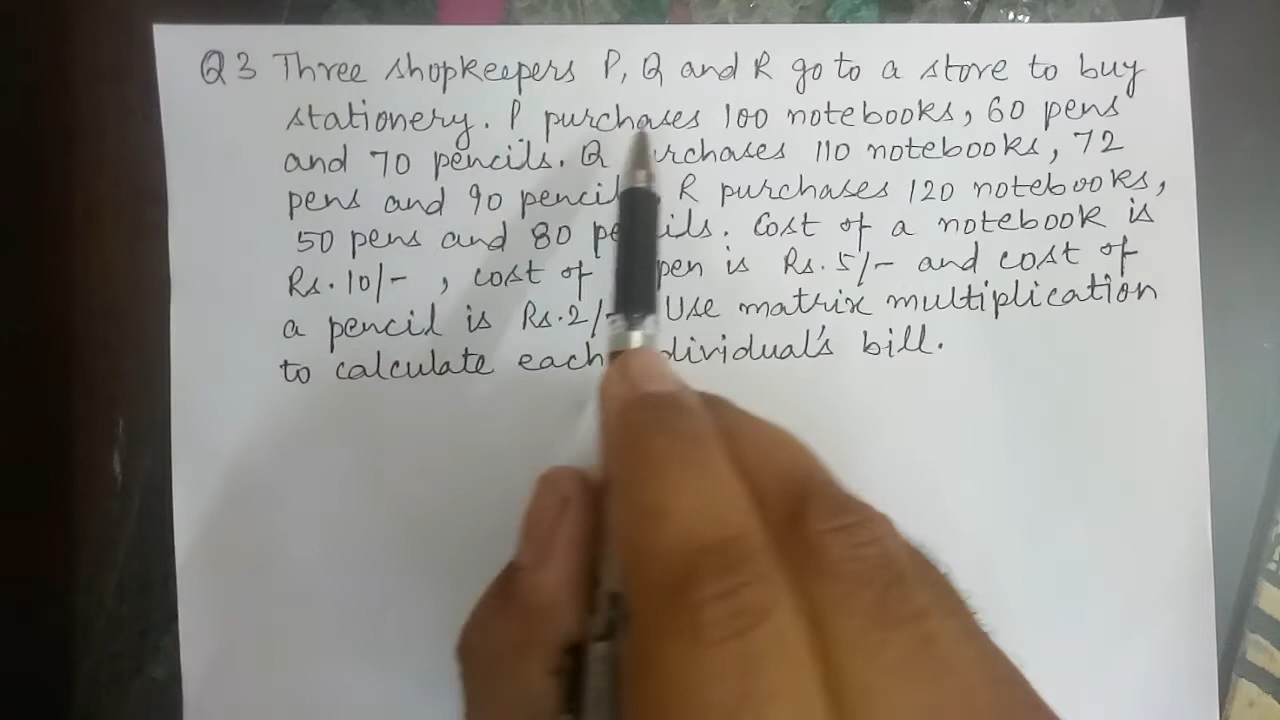 Q3 Three shopkeepers P, Q and R go to a store to buy
stationery. P purchases 100 notebooks, 60 pens
and 70 pencils. Q urchases 110 notebooks, 72
pens and 90 pencil R purchases 120 notebooks,
50 pens and 80 pe ils. Cost of a notebook is
Rs. 10/- , cost of pen is Rs. 5/- and cost of
a pencil is Rs. 2/- Use matrix multiplication
to calculate each dividual's bill.